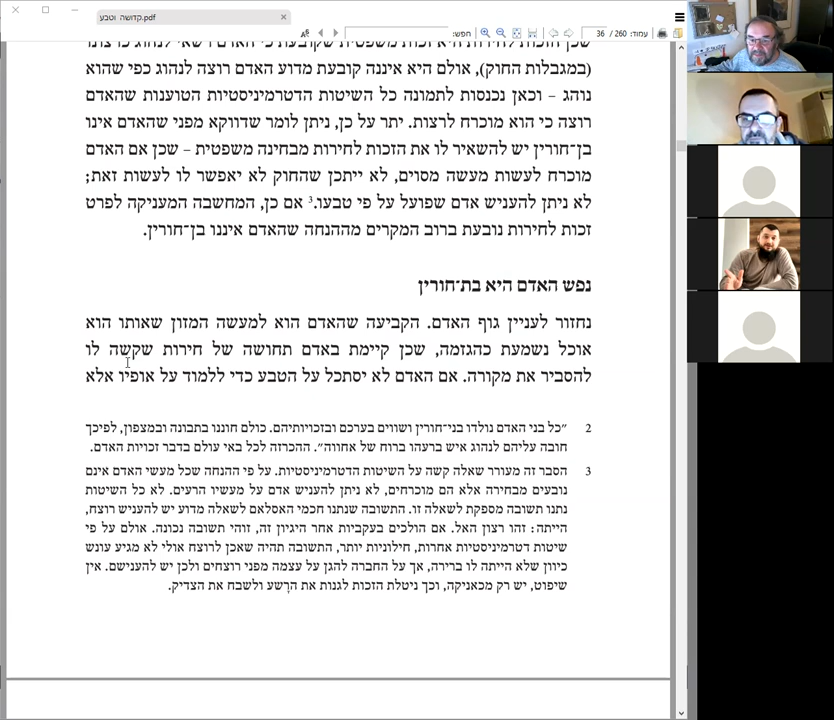 קדושה וטבע.pdf
עמוד: 36 / 260
חפש:
(במגבלות החוק), אולם היא איננה קובעת מדוע האדם רוצה לנהוג כפי שהוא
נוהג – וכאן נכנסות לתמונה כל השיטות הדטרמיניסטיות הטוענות שהאדם
רוצה כי הוא מוכרח לרצות. יתר על כן, ניתן לומר שדווקא מפני שהאדם אינו
בן־חורין יש להשאיר לו את הזכות לחירות מבחינה משפטית – שכן אם האדם
מוכרח לעשות מעשה מסוים, לא ייתכן שהחוק לא יאפשר לו לעשות זאת;
לא ניתן להעניש אדם שפועל על פי טבעו.3 אם כן, המחשבה המעניקה לפרט
זכות לחירות נובעת ברוב המקרים מההנחה שהאדם איננו בן־חורין.
נפש האדם היא בת־חורין
נחזור לעניין גוף האדם. הקביעה שהאדם הוא למעשה המזון שאותו הוא
אוכל נשמעת כהגזמה, שכן קיימת באדם תחושה של חירות שקשה לו
להסביר את מקורה. אם האדם לא יסתכל על הטבע כדי ללמוד על אופיו אלא
2 ״כל בני האדם נולדו בני־חורין ושווים בערכם ובזכויותיהם. כולם חוננו בתבונה ובמצפון, לפיכך
חובה עליהם לנהוג איש ברעהו ברוח של אחווה״. ההכרזה לכל באי עולם בדבר זכויות האדם.
3 הסבר זה מעורר שאלה קשה על השיטות הדטרמיניסטיות. על פי ההנחה שכל מעשי האדם אינם
נובעים מבחירה אלא הם מוכרחים, לא ניתן להעניש אדם על מעשיו הרעים. לא כל השיטות
נתנו תשובה מספקת לשאלה זו. התשובה שנתנו חכמי האסלאם לשאלה מדוע יש להעניש רוצח,
הייתה: זהו רצון האל. אם הולכים בעקביות אחר היגיון זה, זוהי תשובה נכונה. אולם על פי
שיטות דטרמיניסטיות אחרות, חילוניות יותר, התשובה תהיה שאכן לרוצח אולי לא מגיע עונש
כיוון שלא הייתה לו ברירה, אך על החברה להגן על עצמה מפני רוצחים ולכן יש להענישם. אין
שיפוט, יש רק מכאניקה, וכך ניטלת הזכות לגנות את הרָשע ולשבח את הצדיק.